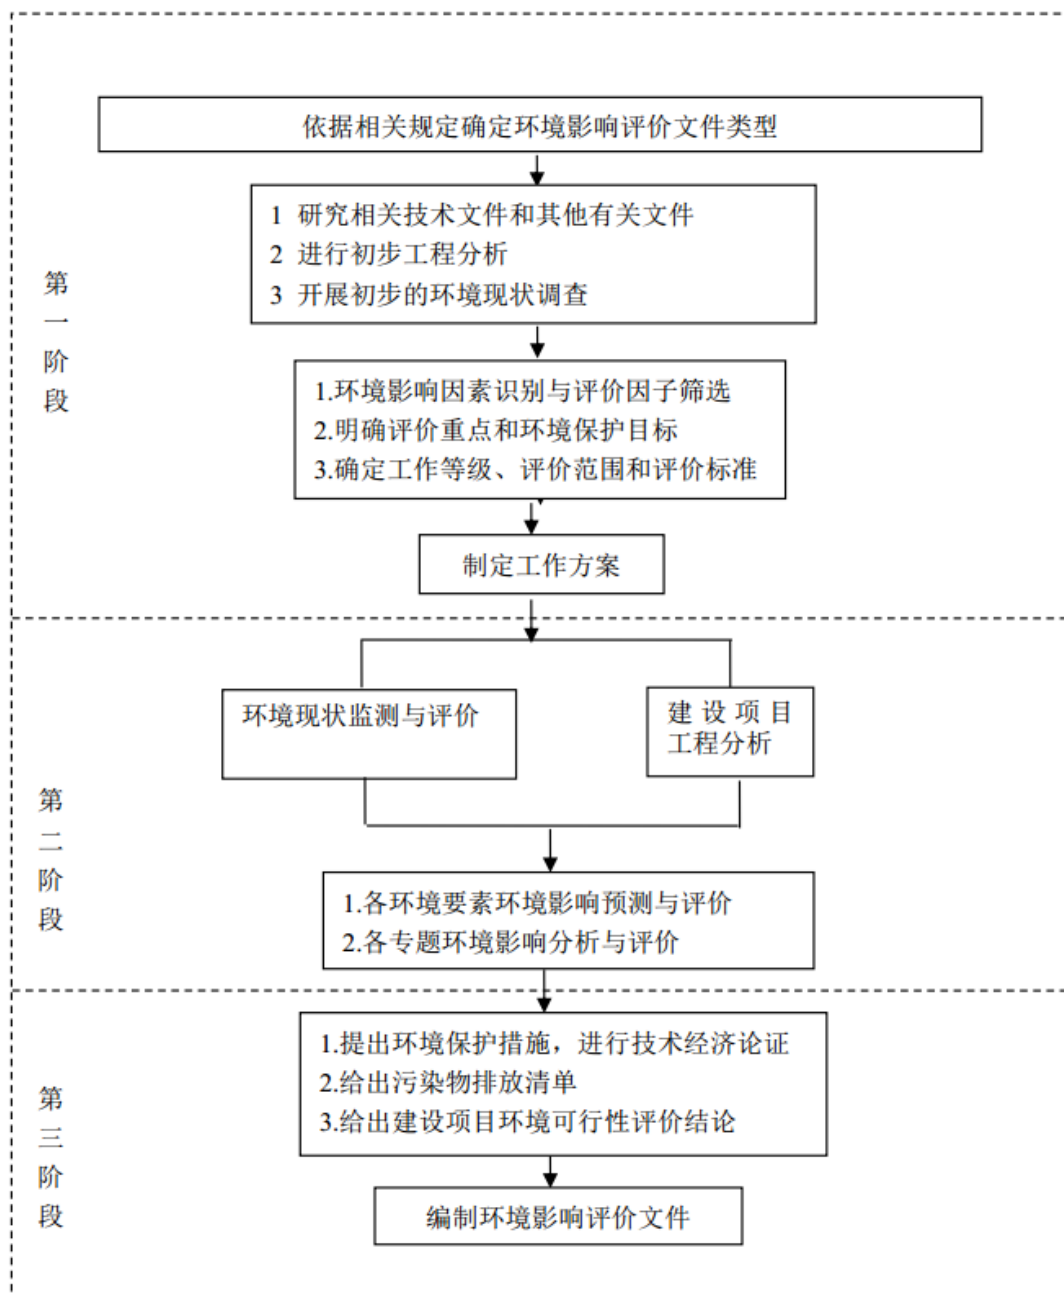 依据相关规定确定环境影响评价文件类型
1 研究相关技术文件和其他有关文件
2 进行初步工程分析
3 开展初步的环境现状调查
第一阶段
1.环境影响因素识别与评价因子筛选
2.明确评价重点和环境保护目标
3.确定工作等级、评价范围和评价标准
制定工作方案
环境现状监测与评价
建设项目
工程分析
第二阶段
1.各环境要素环境影响预测与评价
2.各专题环境影响分析与评价
1.提出环境保护措施，进行技术经济论证
2.给出污染物排放清单
3.给出建设项目环境可行性评价结论
第三阶段
编制环境影响评价文件